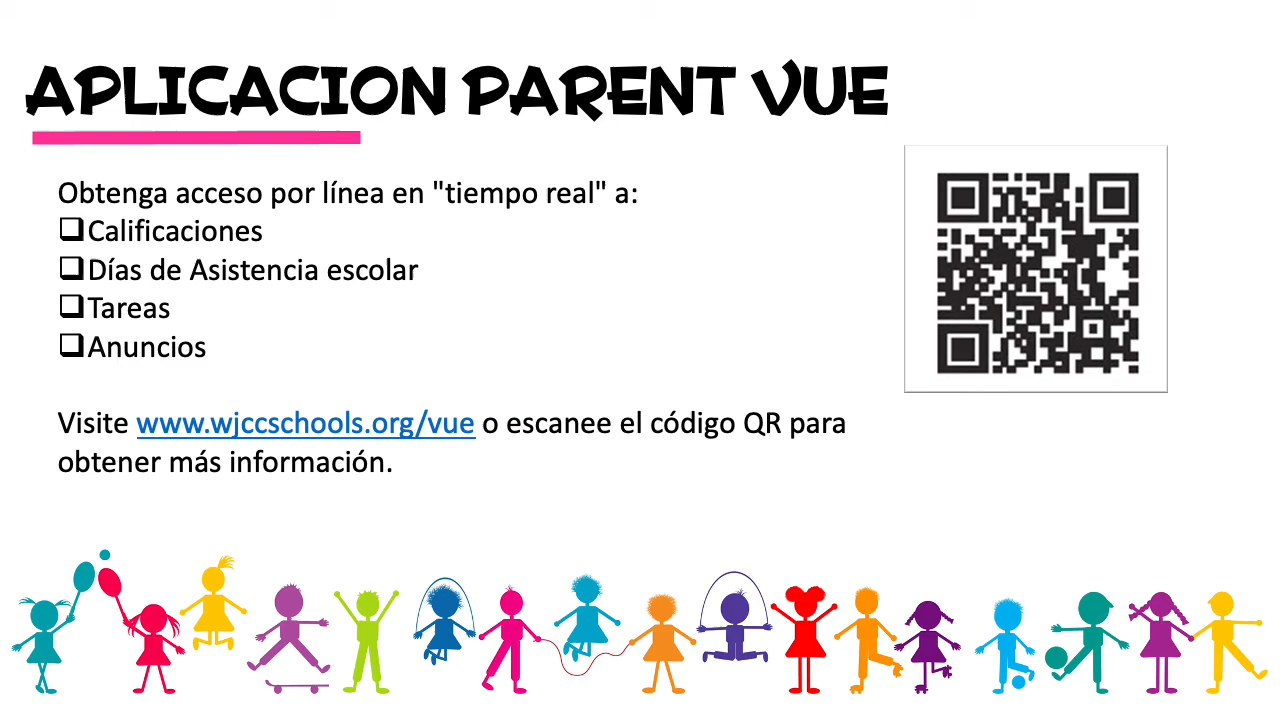 APLICACION PARENT VUE
Obtenga acceso por línea en "tiempo real" a:
❑Calificaciones
❑Días de Asistencia escolar
❑Tareas
❑Anuncios
Visite www.wjccschools.org/vue o escanee el código QR para
obtener más información.